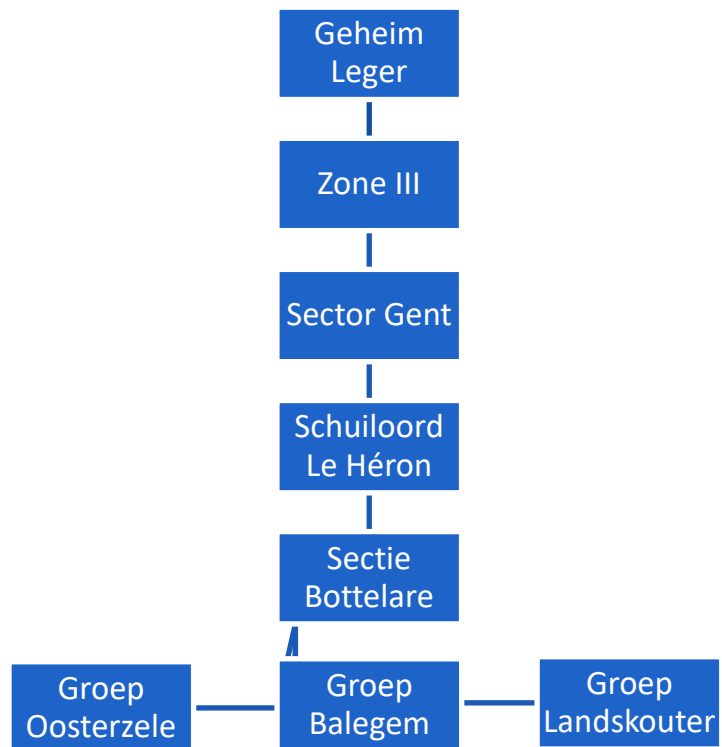 Geheim
Leger
Zone III
Sector Gent
Schuiloord
Le Héron
Sectie
Bottelare
Groep
Oosterzele
Groep
Balegem
Groep
Landskouter